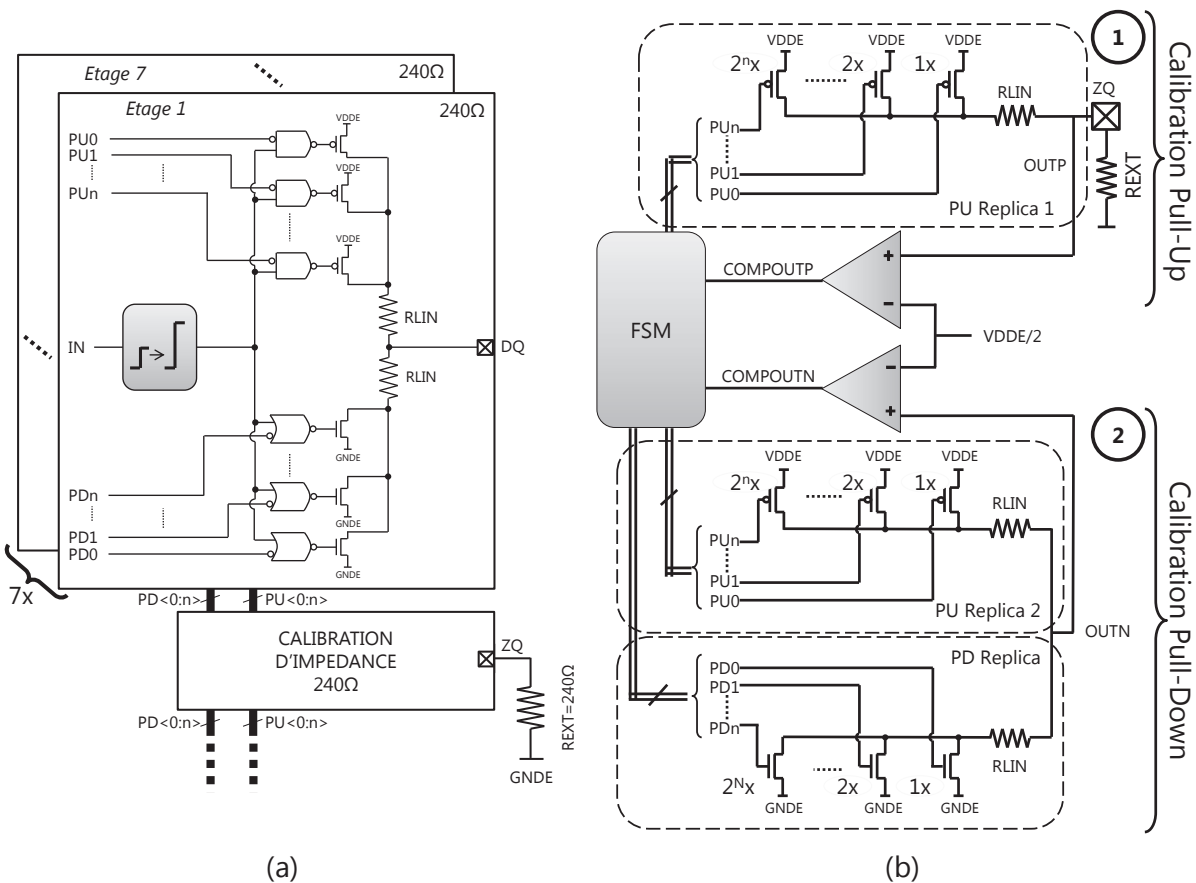 Etage 7
240Ω
Etage 1
240Ω
PU0
PU1
PUn
VDDE
VDDE
VDDE
RLIN
IN
DQ
RLIN
GNDE
PDn
GNDE
PD1
PD0
GNDE
7x
PD<0:n>
PU<0:n>
CALIBRATION
D'IMPEDANCE
240Ω
ZQ
REXT=240Ω
GNDE
PD<0:n>
PU<0:n>
(a)
1
Calibration Pull-Up
VDDE
VDDE
VDDE
2ⁿx
2x
1x
RLIN
ZQ
PUn
PU1
PU0
OUTP
REXT
PU Replica 1
COMPOUTP
+
−
FSM
VDDE/2
COMPOUTN
−
+
2
Calibration Pull-Down
VDDE
VDDE
VDDE
2ⁿx
2x
1x
RLIN
PUn
PU1
PU0
PU Replica 2
OUTN
PD Replica
PD0
PD1
PDn
RLIN
2ᴺx
2x
1x
GNDE
GNDE
GNDE
(b)